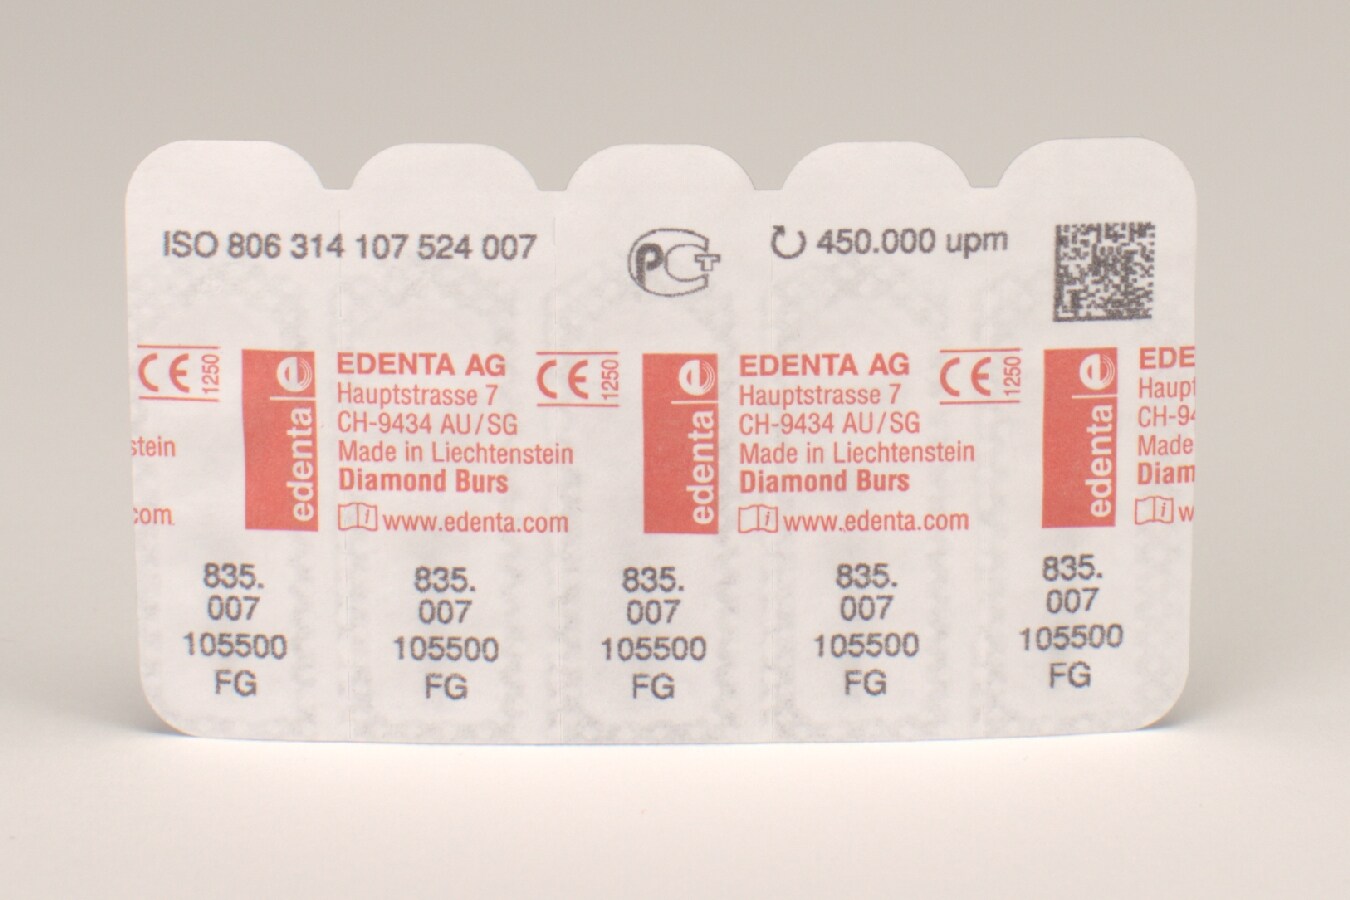 ISO 806 314 107 524 007
PCT
450.000 upm
CE 1250
stein
.com
edenta e
EDENTA AG
Hauptstrasse 7
CH-9434 AU/SG
Made in Liechtenstein
Diamond Burs
www.edenta.com
CE 1250
edenta e
EDENTA AG
Hauptstrasse 7
CH-9434 AU/SG
Made in Liechtenstein
Diamond Burs
www.edenta.com
CE 1250
edenta e
EDE
Haupt
CH-94
Made
Diam
w
835.
007
105500
FG
835.
007
105500
FG
835.
007
105500
FG
835.
007
105500
FG
835.
007
105500
FG